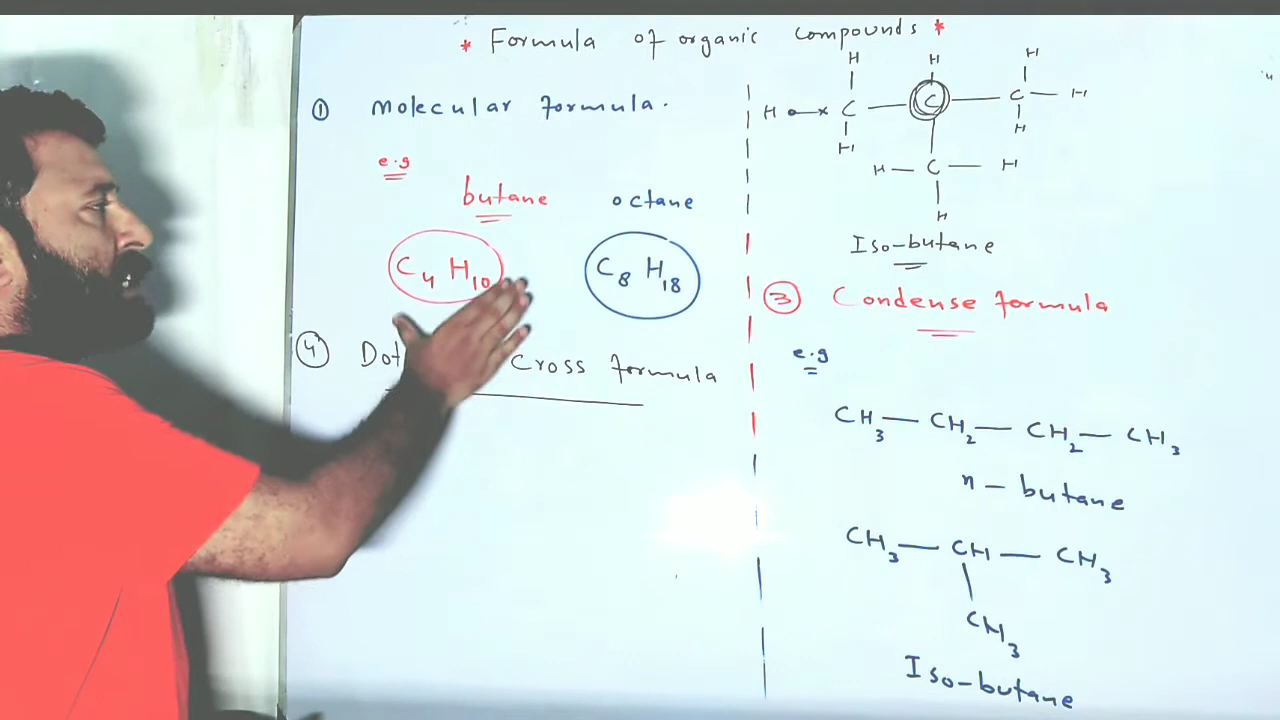 * Formula of organic compounds *
① Molecular formula.
e.g
butane octane
C₄H₁₀ C₈H₁₈
④ Dot Cross formula
H H H
H C C C H
H H
H — C — H
H
Iso-butane
③ Condense formula
e.g
CH₃ — CH₂ — CH₂ — CH₃
n - butane
CH₃ — CH — CH₃
CH₃
Iso-butane